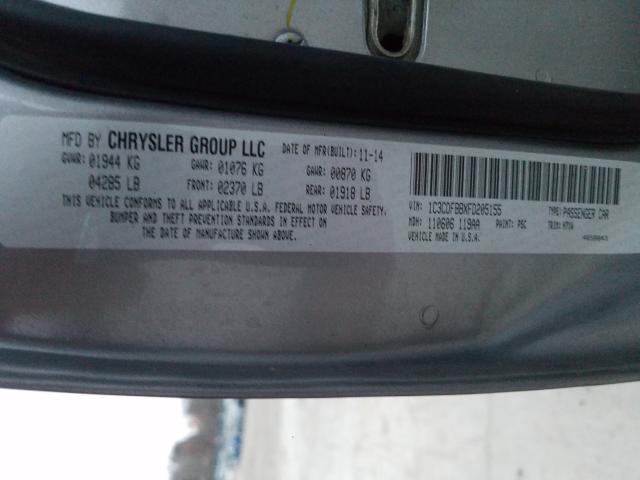 MFD BY CHRYSLER GROUP LLC DATE OF MFR(BUILT): 11-14
GVWR: 01944 KG GAWR: 01076 KG GAWR: 00870 KG
04285 LB FRONT: 02370 LB REAR: 01918 LB
THIS VEHICLE CONFORMS TO ALL APPLICABLE U.S.A. FEDERAL MOTOR VEHICLE SAFETY,
BUMPER AND THEFT PREVENTION STANDARDS IN EFFECT ON
THE DATE OF MANUFACTURE SHOWN ABOVE.
VIN: 1C3CDFBBXFD205155 TYPE: PASSENGER CAR
MDH: 110606 119AA PAINT: PSC TRIM:
VEHICLE MADE IN U.S.A.